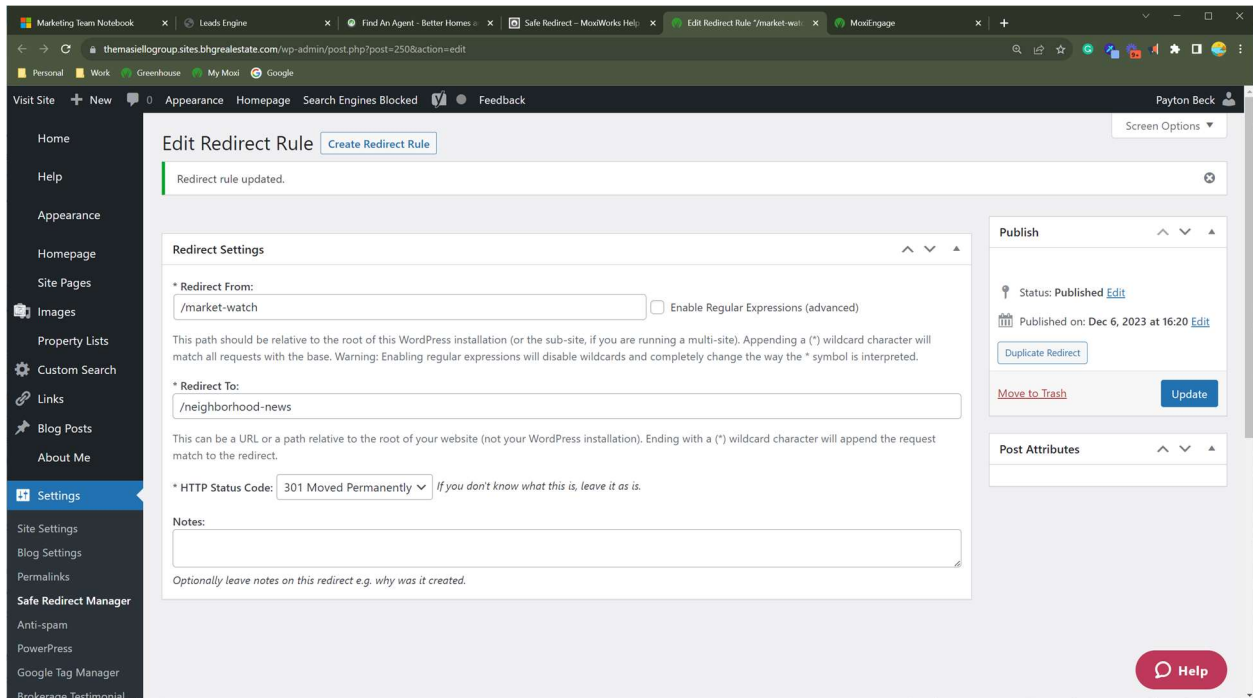 Marketing Team Notebook
Leads Engine
Find An Agent - Better Homes a
Safe Redirect – MoxiWorks Help
Edit Redirect Rule "/market-wat
MoxiEngage
themasiellogroup.sites.bhgrealestate.com/wp-admin/post.php?post=250&action=edit
Personal Work Greenhouse My Moxi Google
Visit Site New 0 Appearance Homepage Search Engines Blocked Feedback Payton Beck
Screen Options
Home
Help
Appearance
Homepage
Site Pages
Images
Property Lists
Custom Search
Links
Blog Posts
About Me
Settings
Site Settings
Blog Settings
Permalinks
Safe Redirect Manager
Anti-spam
PowerPress
Google Tag Manager
Brokerage Testimonial
Edit Redirect Rule Create Redirect Rule
Redirect rule updated.
Redirect Settings
* Redirect From:
/market-watch Enable Regular Expressions (advanced)
This path should be relative to the root of this WordPress installation (or the sub-site, if you are running a multi-site). Appending a (*) wildcard character will
match all requests with the base. Warning: Enabling regular expressions will disable wildcards and completely change the way the * symbol is interpreted.
* Redirect To:
/neighborhood-news
This can be a URL or a path relative to the root of your website (not your WordPress installation). Ending with a (*) wildcard character will append the request
match to the redirect.
* HTTP Status Code: 301 Moved Permanently If you don't know what this is, leave it as is.
Notes:
Optionally leave notes on this redirect e.g. why was it created.
Publish
Status: Published Edit
Published on: Dec 6, 2023 at 16:20 Edit
Duplicate Redirect
Move to Trash Update
Post Attributes
Help